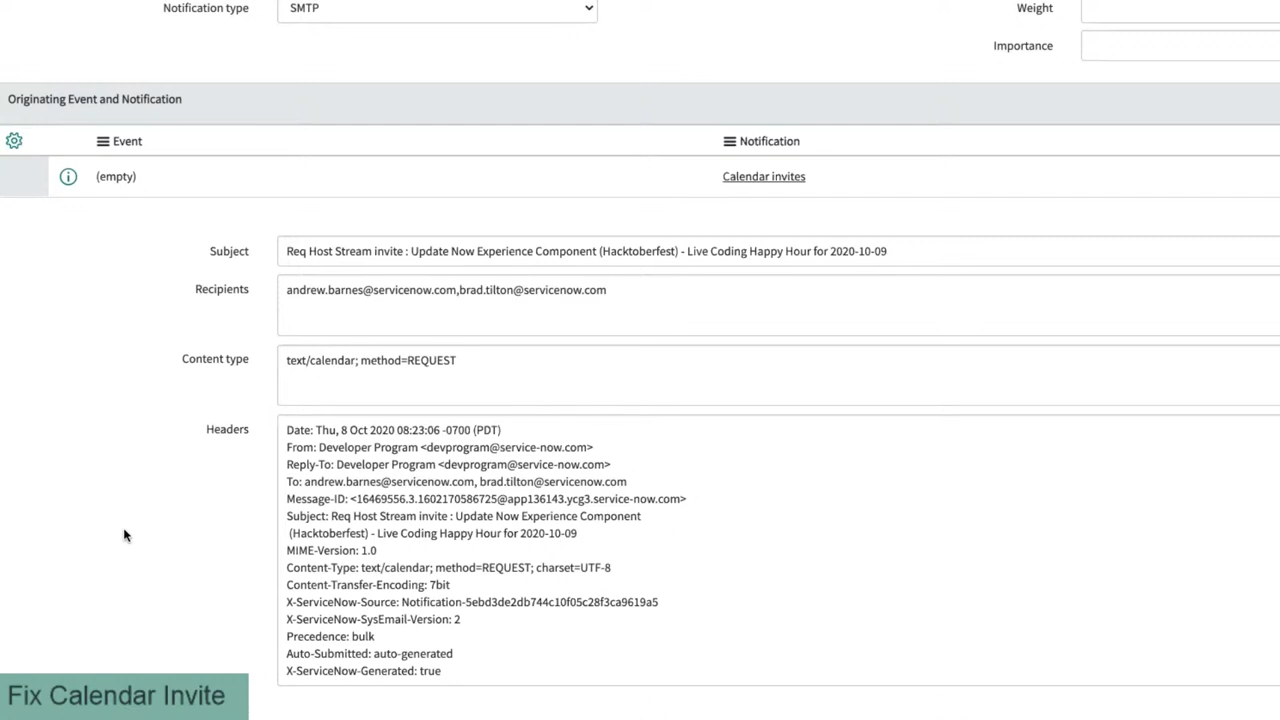 Notification type
SMTP
Weight
Importance
Originating Event and Notification
Event
Notification
(empty)
Calendar invites
Subject
Req Host Stream invite : Update Now Experience Component (Hacktoberfest) - Live Coding Happy Hour for 2020-10-09
Recipients
andrew.barnes@servicenow.com,brad.tilton@servicenow.com
Content type
text/calendar; method=REQUEST
Headers
Date: Thu, 8 Oct 2020 08:23:06 -0700 (PDT)
From: Developer Program <devprogram@service-now.com>
Reply-To: Developer Program <devprogram@service-now.com>
To: andrew.barnes@servicenow.com, brad.tilton@servicenow.com
Message-ID: <16469556.3.1602170586725@app136143.ycg3.service-now.com>
Subject: Req Host Stream invite : Update Now Experience Component
(Hacktoberfest) - Live Coding Happy Hour for 2020-10-09
MIME-Version: 1.0
Content-Type: text/calendar; method=REQUEST; charset=UTF-8
Content-Transfer-Encoding: 7bit
X-ServiceNow-Source: Notification-5ebd3de2db744c10f05c28f3ca9619a5
X-ServiceNow-SysEmail-Version: 2
Precedence: bulk
Auto-Submitted: auto-generated
X-ServiceNow-Generated: true
Fix Calendar Invite